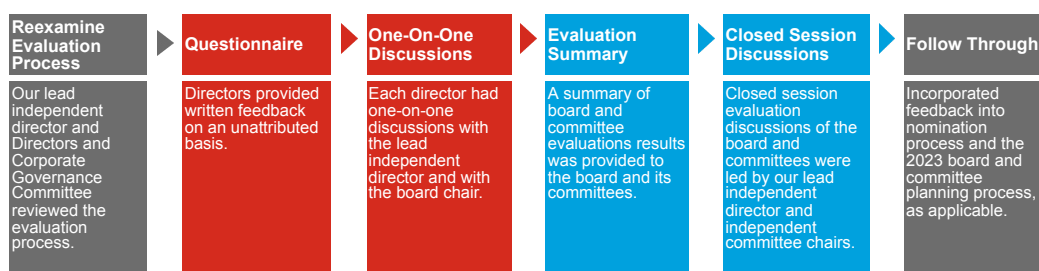 Reexamine
Evaluation
Process
Our lead
independent
director and
Directors and
Corporate
Governance
Committee
reviewed the
evaluation
process.
Questionnaire
Directors provided
written feedback
on an unattributed
basis.
One-On-One
Discussions
Each director had
one-on-one
discussions with
the lead
independent
director and with
the board chair.
Evaluation
Summary
A summary of
board and
committee
evaluations results
was provided to
the board and its
committees.
Closed Session
Discussions
Closed session
evaluation
discussions of the
board and
committees were
led by our lead
independent
director and
independent
committee chairs.
Follow Through
Incorporated
feedback into
nomination
process and the
2023 board and
committee
planning process,
as applicable.